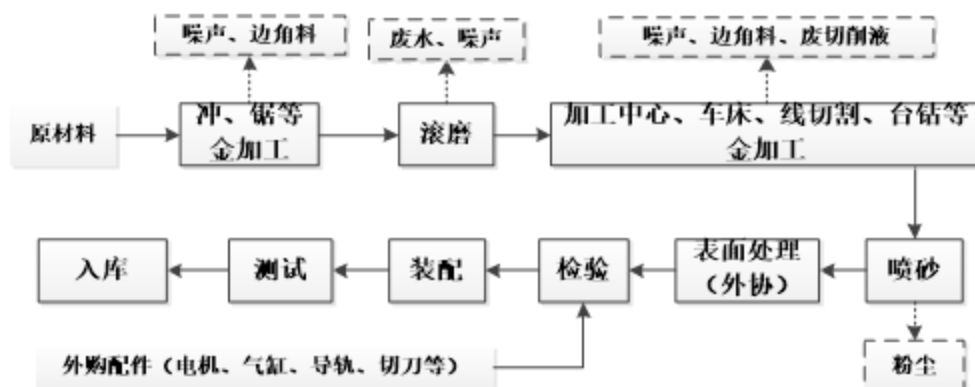 噪声、边角料
废水、噪声
噪声、边角料、废切削液
原材料
冲、锯等
金加工
滚磨
加工中心、车床、线切割、台钻等
金加工
入库
测试
装配
检验
表面处理
（外协）
喷砂
外购配件（电机、气缸、导轨、切刀等）
粉尘